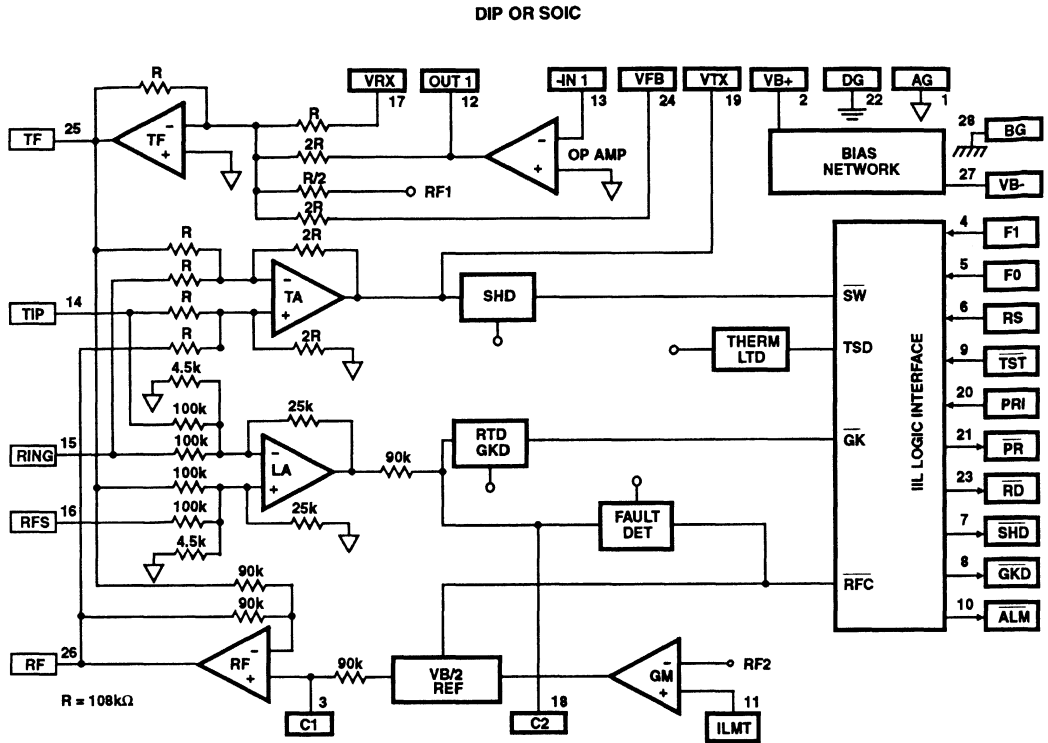 DIP OR SOIC
R
VRX
17
OUT 1
12
-IN 1
13
VFB
24
VTX
19
VB+
2
DG
22
AG
1
TF
25
TF
-
+
R
2R
R/2
RF1
2R
-
+
OP AMP
BIAS
NETWORK
28
BG
27
VB-
R
R
R
R
2R
-
TA
+
2R
TIP
14
SHD
SW
THERM
LTD
TSD
IIL LOGIC INTERFACE
4
F1
5
F0
6
RS
9
TST
20
PRI
21
PR
23
RD
7
SHD
8
GKD
10
ALM
4.5k
100k
100k
100k
100k
4.5k
25k
-
LA
+
25k
RING
15
RFS
16
90k
RTD
GKD
GK
FAULT
DET
RFC
90k
90k
RF
26
RF
-
+
90k
VB/2
REF
GM
-
+
RF2
R = 108kΩ
3
C1
18
C2
11
ILMT